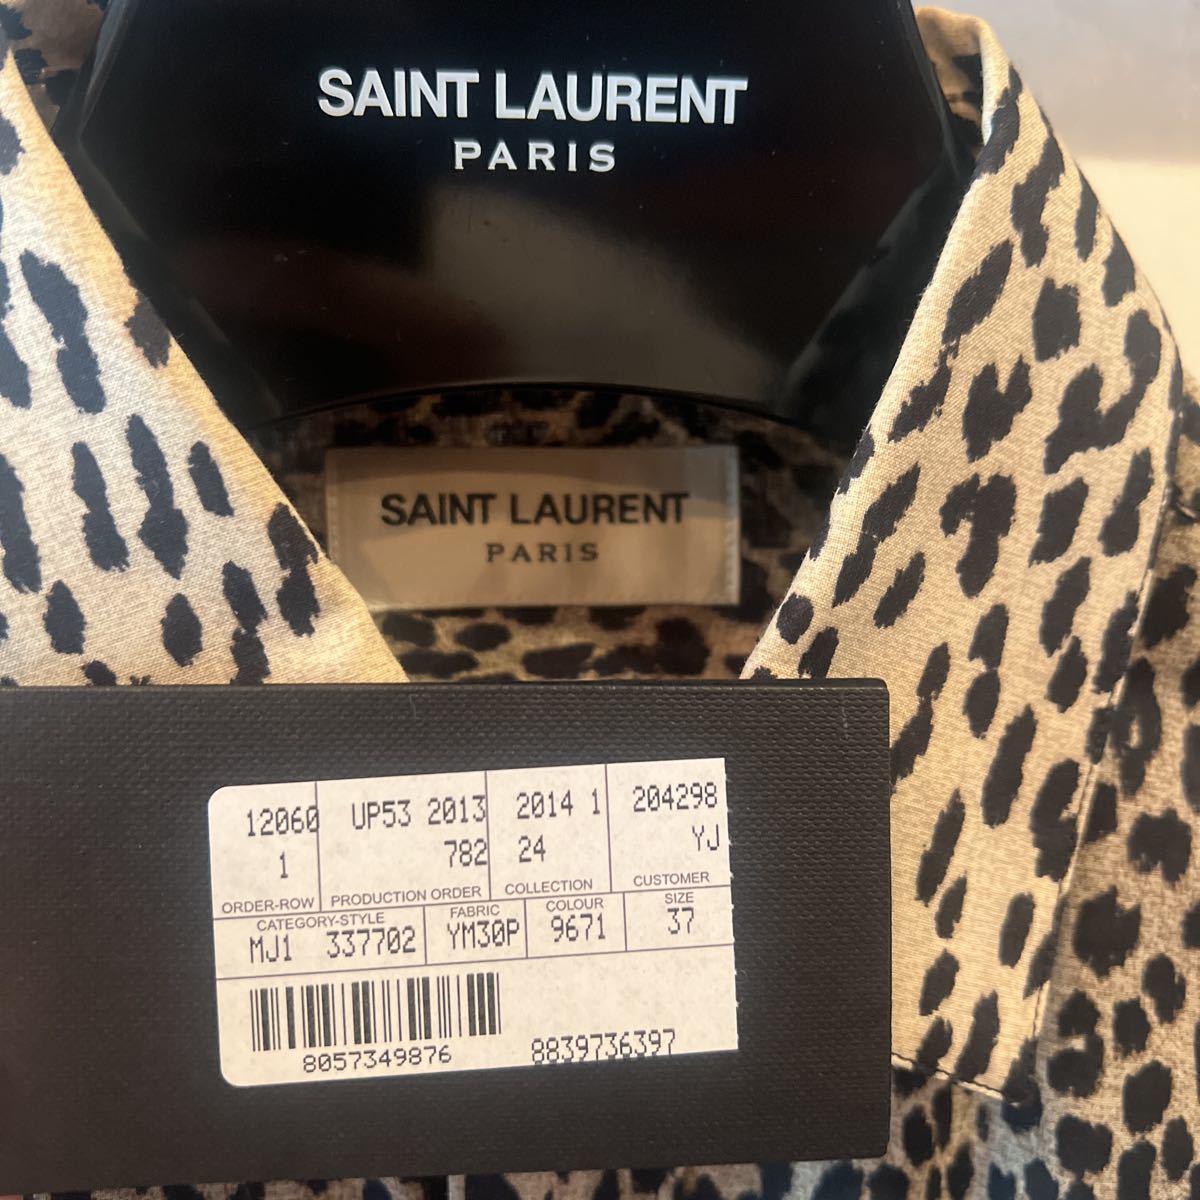 SAINT LAURENT
PARIS
SAINT LAURENT
PARIS
12060 UP53 2013 2014 1 204298
1 782 24 YJ
ORDER-ROW PRODUCTION ORDER COLLECTION CUSTOMER
CATEGORY-STYLE FABRIC COLOUR SIZE
MJ1 337702 YM30P 9671 37
8057349876 8839736397